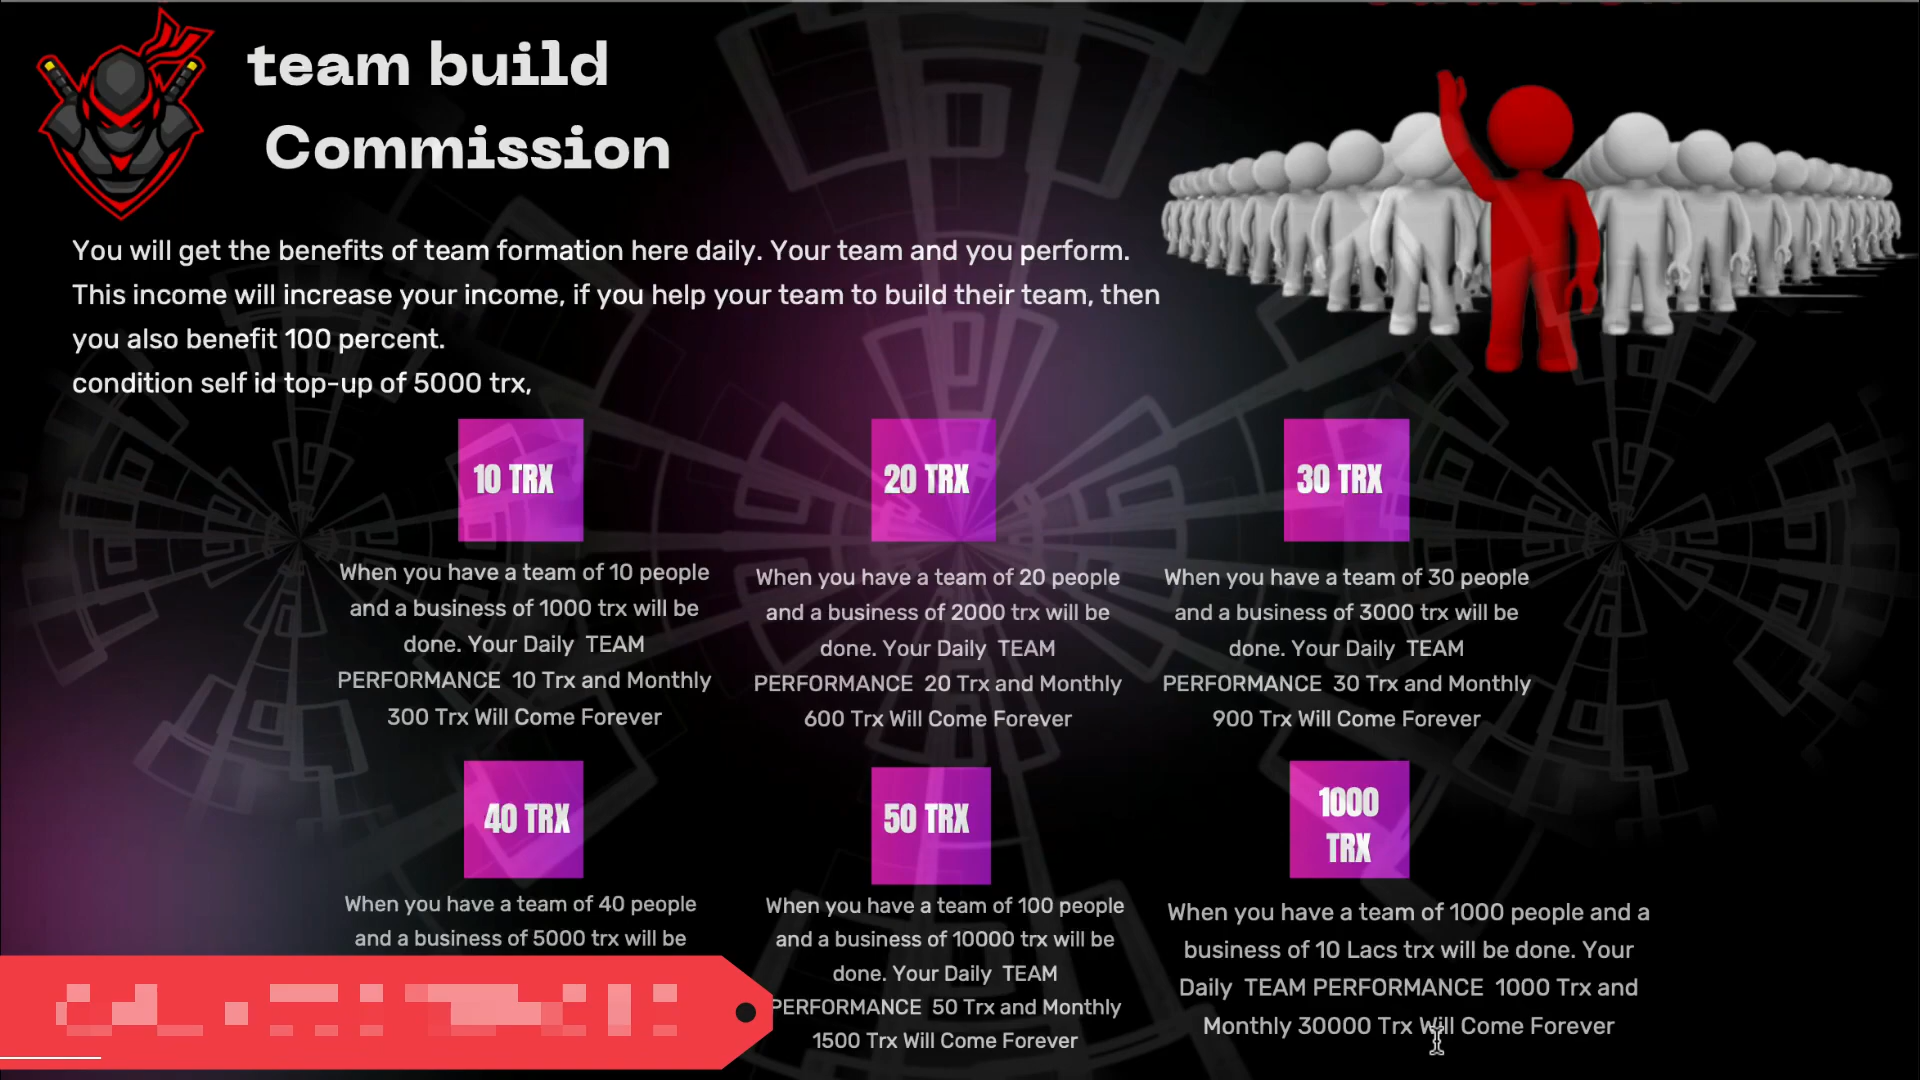 team build
Commission
You will get the benefits of team formation here daily. Your team and you perform.
This income will increase your income, if you help your team to build their team, then
you also benefit 100 percent.
condition self id top-up of 5000 trx,
10 TRX
When you have a team of 10 people
and a business of 1000 trx will be
done. Your Daily TEAM
PERFORMANCE 10 Trx and Monthly
300 Trx Will Come Forever
20 TRX
When you have a team of 20 people
and a business of 2000 trx will be
done. Your Daily TEAM
PERFORMANCE 20 Trx and Monthly
600 Trx Will Come Forever
30 TRX
When you have a team of 30 people
and a business of 3000 trx will be
done. Your Daily TEAM
PERFORMANCE 30 Trx and Monthly
900 Trx Will Come Forever
40 TRX
When you have a team of 40 people
and a business of 5000 trx will be
50 TRX
When you have a team of 100 people
and a business of 10000 trx will be
done. Your Daily TEAM
PERFORMANCE 50 Trx and Monthly
1500 Trx Will Come Forever
1000
TRX
When you have a team of 1000 people and a
business of 10 Lacs trx will be done. Your
Daily TEAM PERFORMANCE 1000 Trx and
Monthly 30000 Trx Will Come Forever